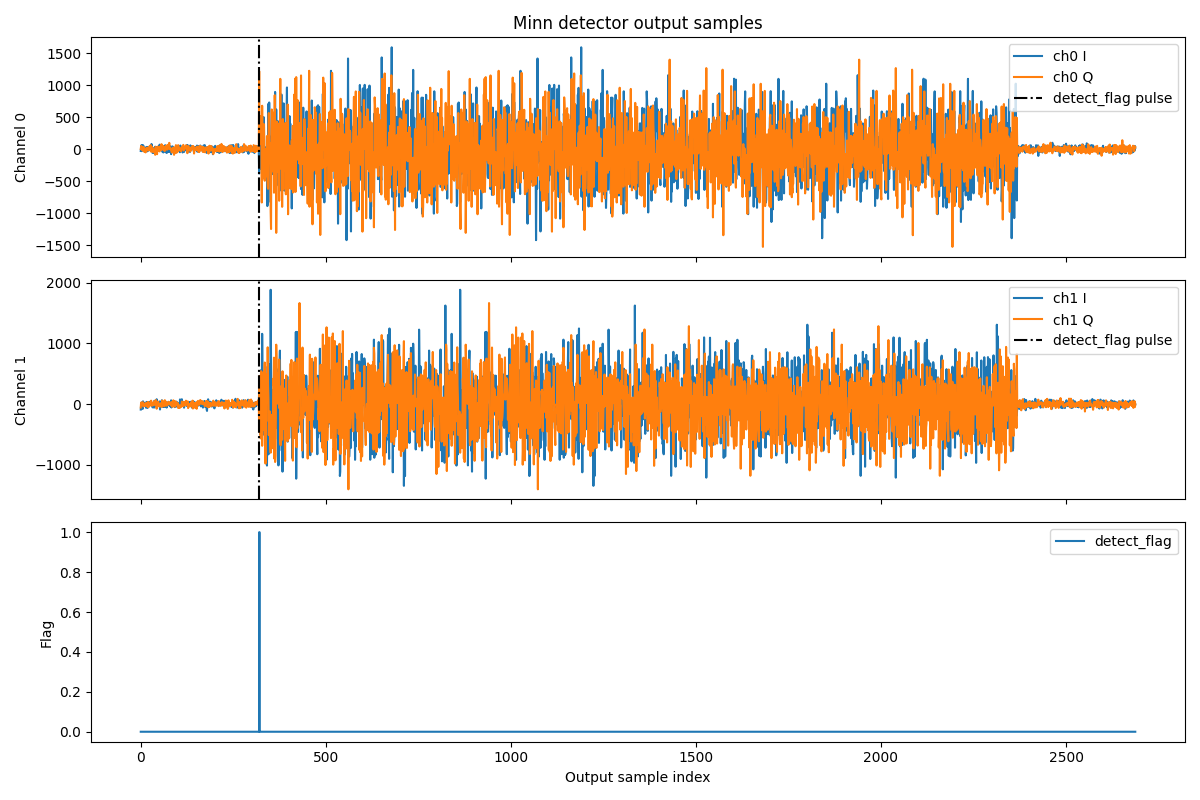 Minn detector output samples
1500
1000
500
0
−500
−1000
−1500
Channel 0
ch0 I
ch0 Q
detect_flag pulse
2000
1000
0
−1000
Channel 1
ch1 I
ch1 Q
detect_flag pulse
1.0
0.8
0.6
0.4
0.2
0.0
Flag
detect_flag
0 500 1000 1500 2000 2500
Output sample index